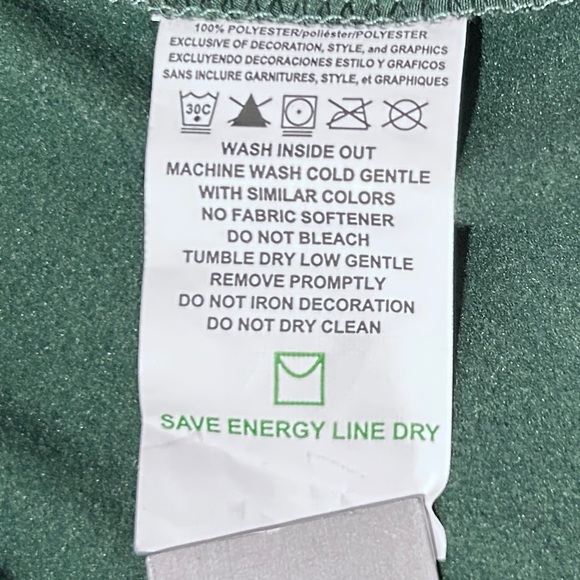 100% POLYESTER/poliéster/POLYESTER
EXCLUSIVE OF DECORATION, STYLE, and GRAPHICS
EXCLUYENDO DECORACIONES ESTILO Y GRAFICOS
SANS INCLURE GARNITURES, STYLE, et GRAPHIQUES
30C
WASH INSIDE OUT
MACHINE WASH COLD GENTLE
WITH SIMILAR COLORS
NO FABRIC SOFTENER
DO NOT BLEACH
TUMBLE DRY LOW GENTLE
REMOVE PROMPTLY
DO NOT IRON DECORATION
DO NOT DRY CLEAN
SAVE ENERGY LINE DRY